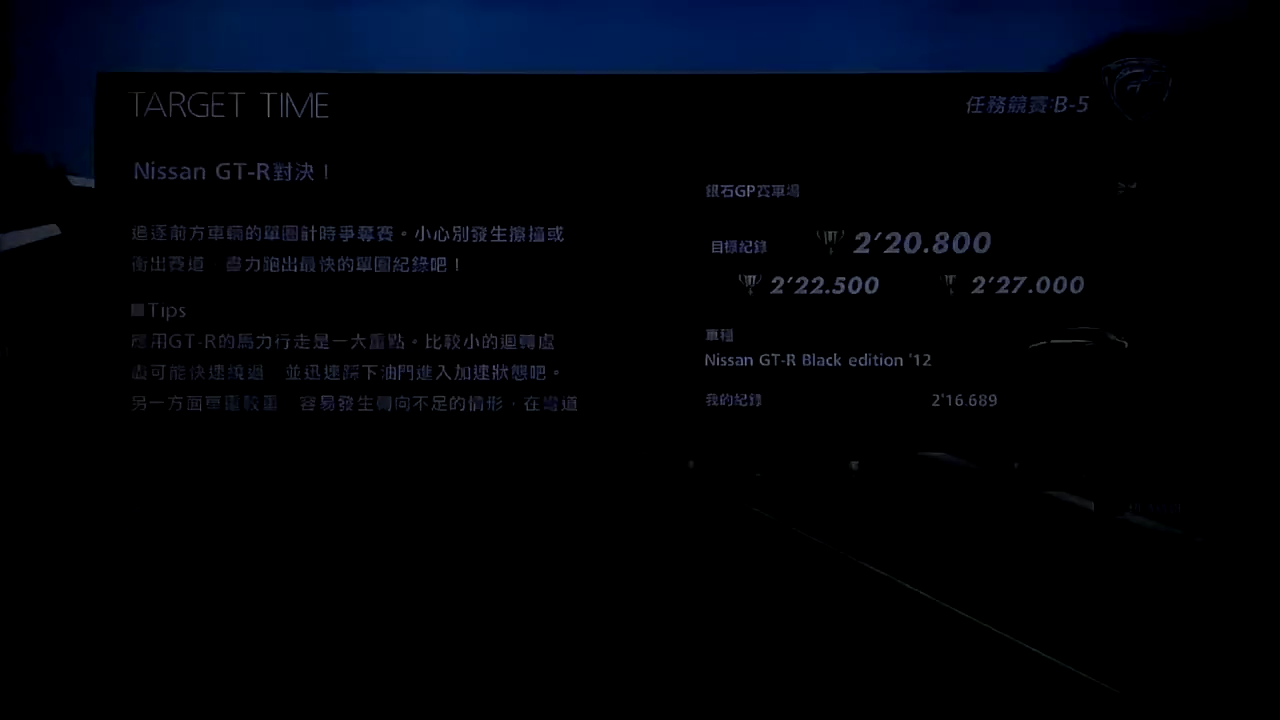 TARGET TIME
任務競賽:B-5
Nissan GT-R對決！
追逐前方車輛的單圈計時爭奪賽。小心別發生擦撞或
衝出賽道 盡力跑出最快的單圈紀錄吧！
■Tips
應用GT-R的馬力行走是一大重點。比較小的迴轉處
盡可能快速繞過 並迅速踩下油門進入加速狀態吧。
另一方面車重較重 容易發生轉向不足的情形，在彎道
銀石GP賽車場
目標紀錄 2'20.800
2'22.500 2'27.000
車種
Nissan GT-R Black edition '12
我的紀錄 2'16.689